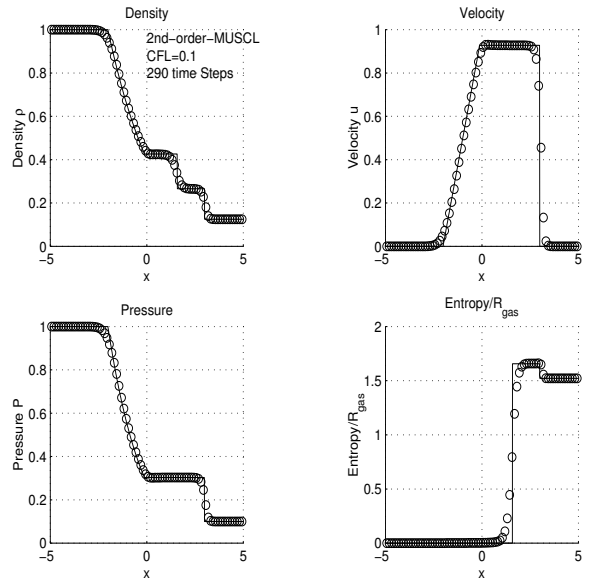 Density
2nd-order-MUSCL
CFL=0.1
290 time Steps
Density ρ
1
0.8
0.6
0.4
0.2
0
−5
0
5
x
Velocity
Velocity u
1
0.8
0.6
0.4
0.2
0
−5
0
5
x
Pressure
Pressure P
1
0.8
0.6
0.4
0.2
0
−5
0
5
x
Entropy/R_gas
Entropy/R_gas
2
1.5
1
0.5
0
−5
0
5
x